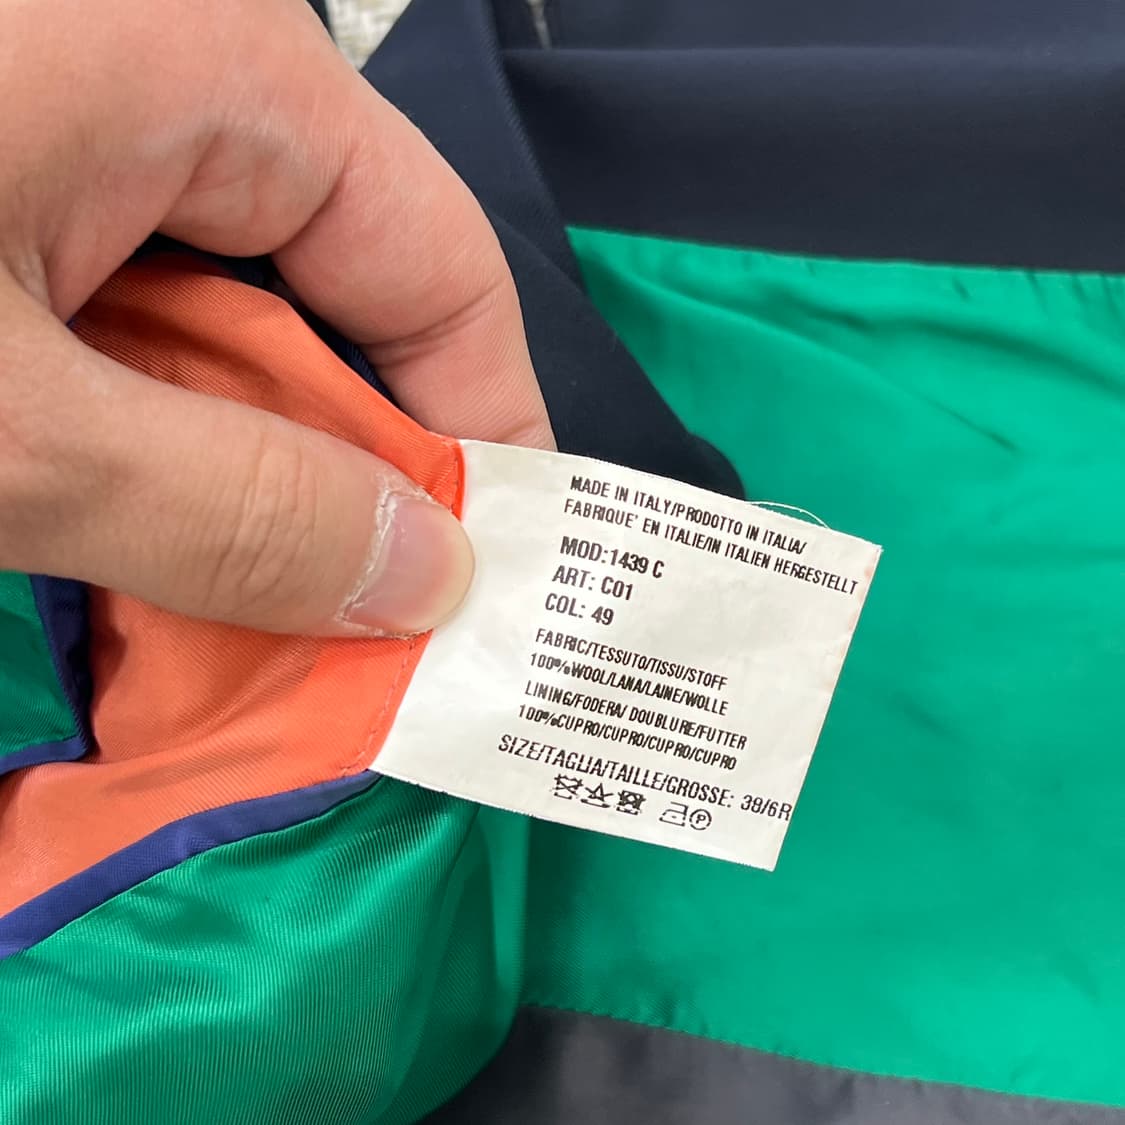 MADE IN ITALY/PRODOTTO IN ITALIA/
FABRIQUE' EN ITALIE/IN ITALIEN HERGESTELLT
MOD:1439 C
ART: C01
COL: 49
FABRIC/TESSUTO/TISSU/STOFF
100%WOOL/LANA/LAINE/WOLLE
LINING/FODERA/ DOUBLURE/FUTTER
100%CUPRO/CUPRO/CUPRO/CUPRO
SIZE/TAGLIA/TAILLE/GROSSE: 38/6R
P